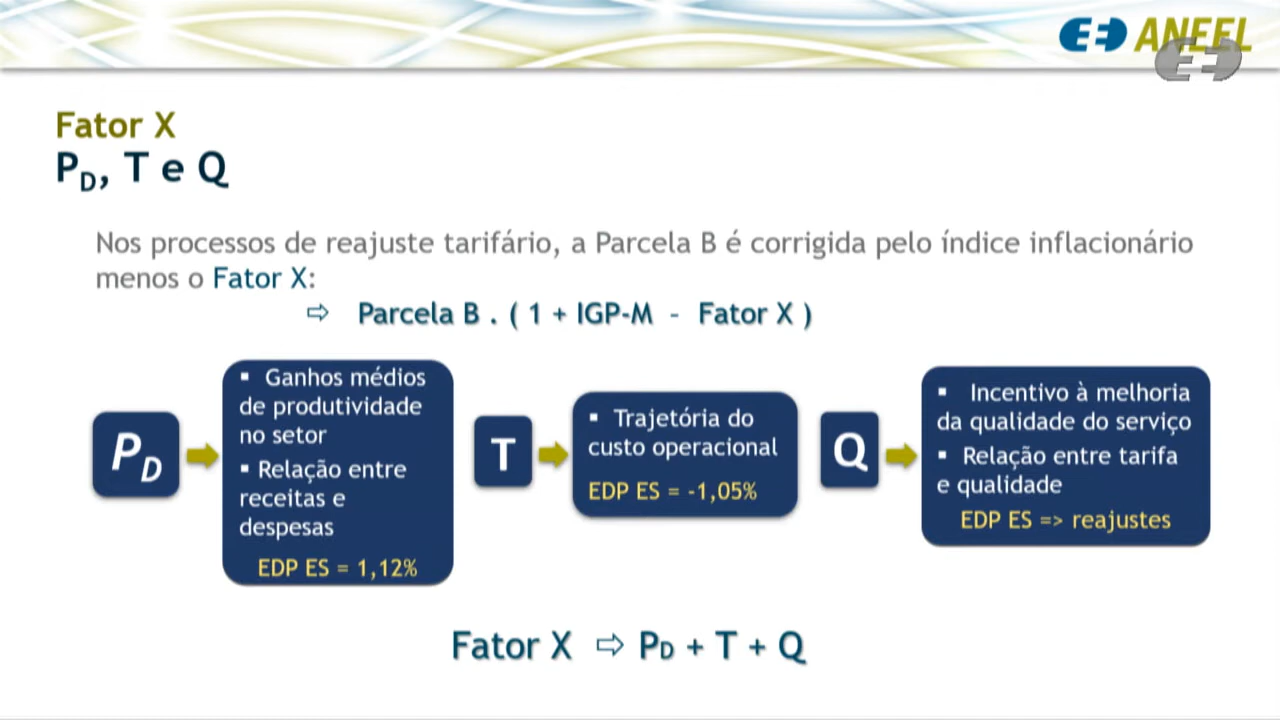 ANEEL
Fator X
PD, T e Q
Nos processos de reajuste tarifário, a Parcela B é corrigida pelo índice inflacionário
menos o Fator X:
⇨ Parcela B . ( 1 + IGP-M - Fator X )
PD
▪ Ganhos médios
de produtividade
no setor
▪ Relação entre
receitas e
despesas
EDP ES = 1,12%
T
▪ Trajetória do
custo operacional
EDP ES = -1,05%
Q
▪ Incentivo à melhoria
da qualidade do serviço
▪ Relação entre tarifa
e qualidade
EDP ES => reajustes
Fator X ⇨ PD + T + Q